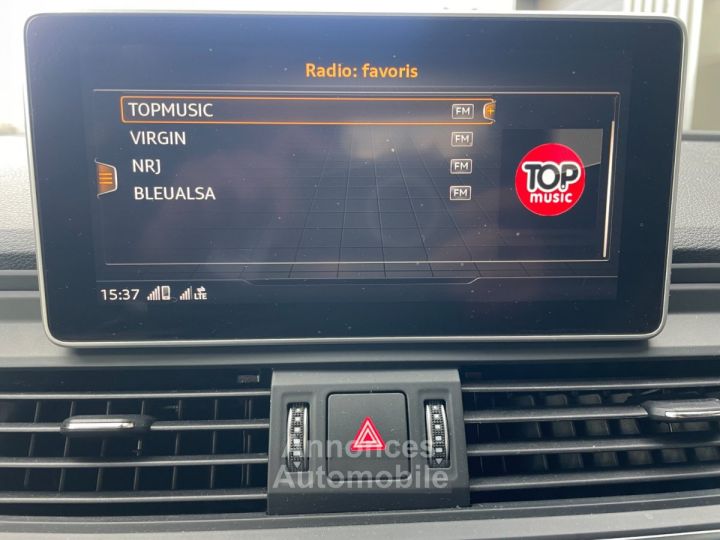 Radio: favoris
TOPMUSIC FM
VIRGIN FM
NRJ FM
BLEUALSA FM
TOP
music
15:37 LTE
Annonces
Automobile